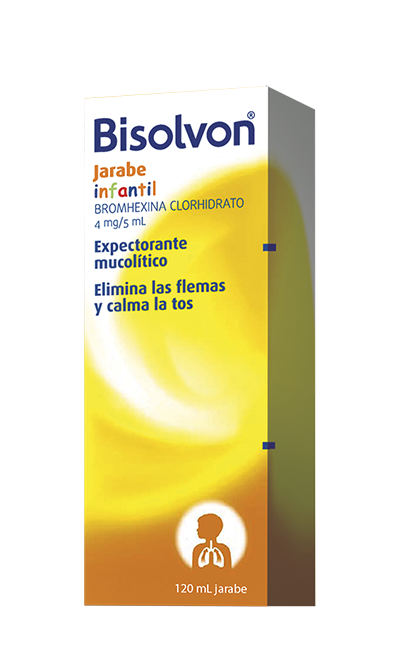 Bisolvon®
Jarabe
infantil
BROMHEXINA CLORHIDRATO
4 mg/5 mL
Expectorante
mucolítico
Elimina las flemas
y calma la tos
120 mL jarabe